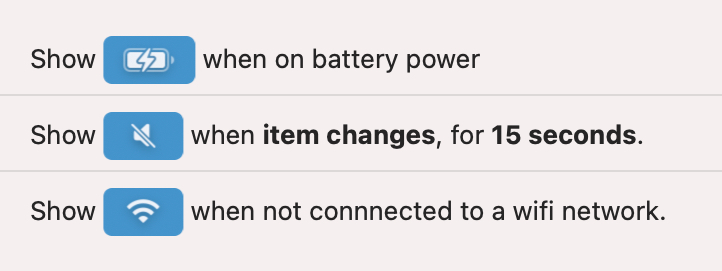 Show when on battery power
Show when item changes, for 15 seconds.
Show when not connnected to a wifi network.